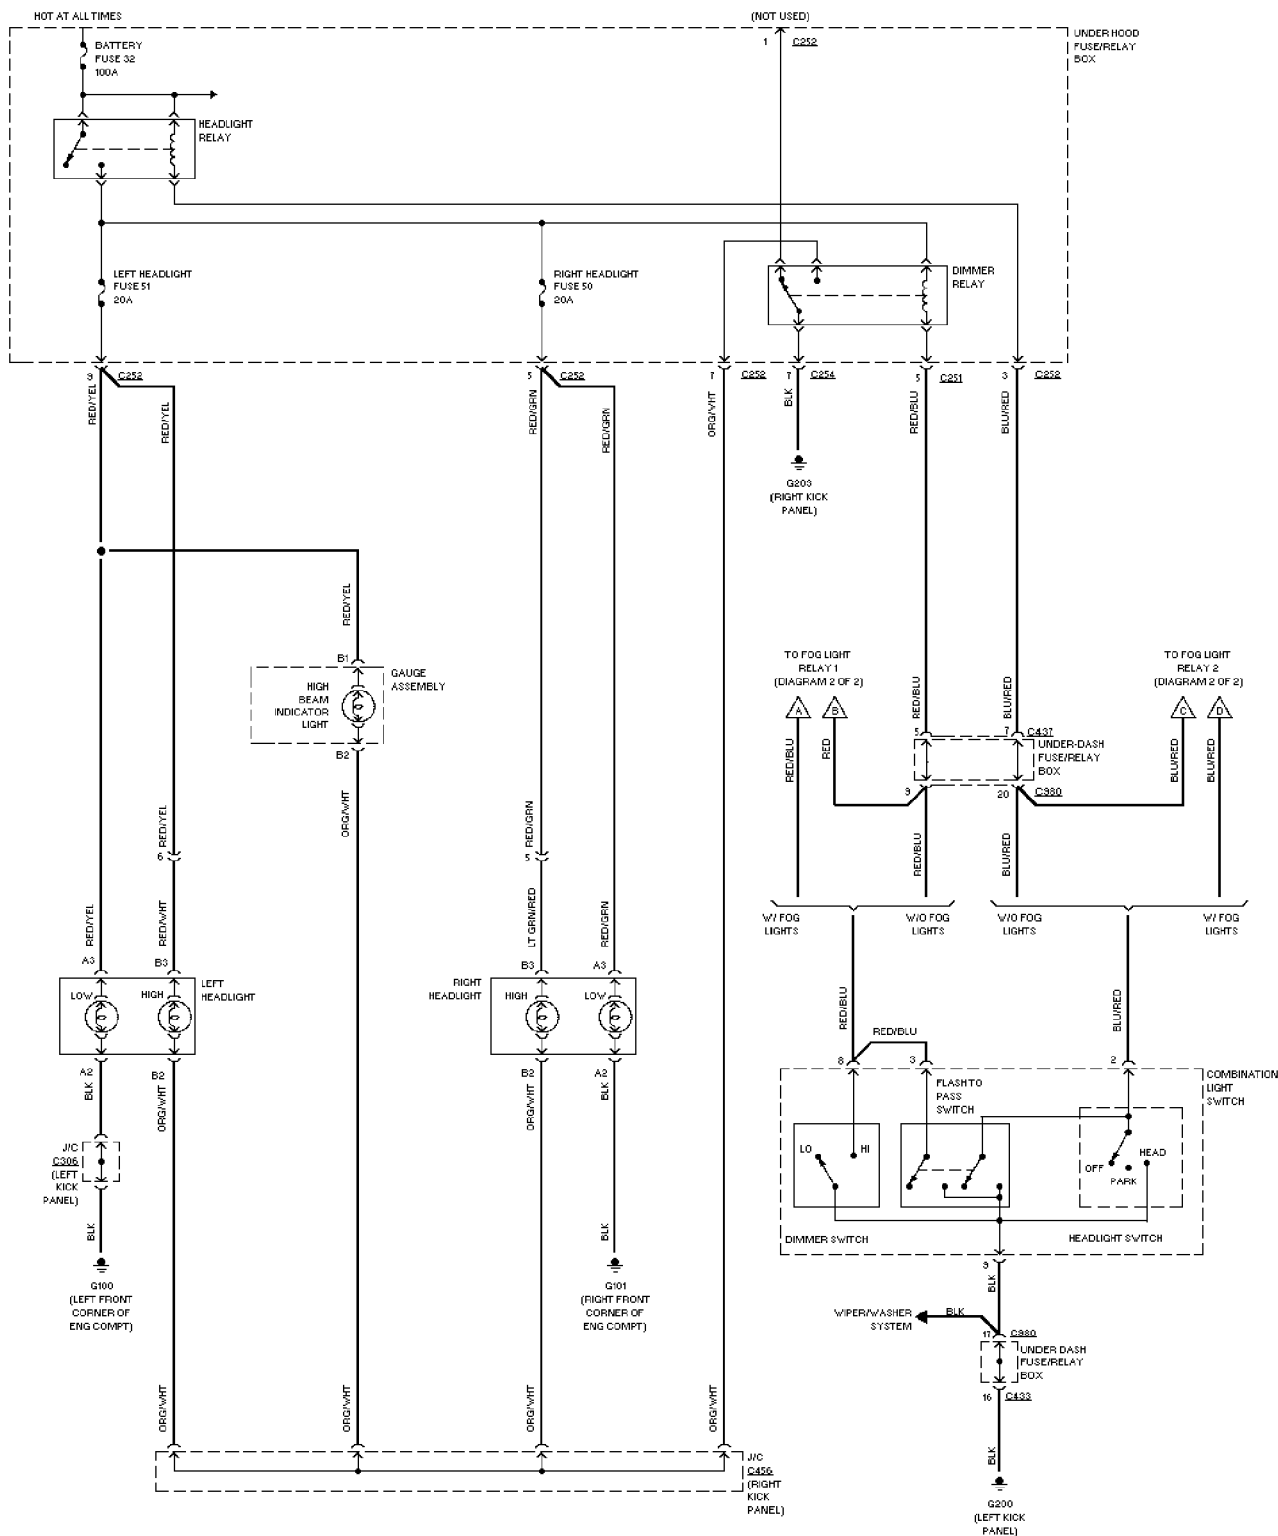 HOT AT ALL TIMES
(NOT USED)
BATTERY
FUSE 32
100A
1
C252
UNDER HOOD
FUSE/RELAY
BOX
HEADLIGHT
RELAY
LEFT HEADLIGHT
FUSE 51
20A
RIGHT HEADLIGHT
FUSE 50
20A
DIMMER
RELAY
9
C252
5
C252
7
C252
7
C254
5
C251
3
C252
RED/YEL
RED/YEL
RED/GRN
RED/GRN
ORG/WHT
BLK
RED/BLU
BLU/RED
G203
(RIGHT KICK
PANEL)
RED/YEL
B1
GAUGE
ASSEMBLY
HIGH
BEAM
INDICATOR
LIGHT
B2
ORG/WHT
TO FOG LIGHT
RELAY 1
(DIAGRAM 2 OF 2)
TO FOG LIGHT
RELAY 2
(DIAGRAM 2 OF 2)
A
B
C
D
RED/BLU
RED
RED/BLU
BLU/RED
BLU/RED
BLU/RED
5
7
C437
UNDER-DASH
FUSE/RELAY
BOX
9
20
C980
RED/YEL
6
RED/GRN
5
RED/BLU
BLU/RED
RED/YEL
RED/WHT
LT GRN/RED
RED/GRN
W/ FOG
LIGHTS
W/O FOG
LIGHTS
W/O FOG
LIGHTS
W/ FOG
LIGHTS
A3
B3
B3
A3
LEFT
HEADLIGHT
RIGHT
HEADLIGHT
LOW
HIGH
HIGH
LOW
RED/BLU
RED/BLU
BLU/RED
A2
B2
B2
A2
BLK
ORG/WHT
ORG/WHT
BLK
8
3
2
COMBINATION
LIGHT
SWITCH
FLASH TO
PASS
SWITCH
LO
HI
OFF
PARK
HEAD
DIMMER SWITCH
HEADLIGHT SWITCH
J/C
C306
(LEFT
KICK
PANEL)
BLK
BLK
G100
(LEFT FRONT
CORNER OF
ENG COMPT)
G101
(RIGHT FRONT
CORNER OF
ENG COMPT)
9
BLK
WIPER/WASHER
SYSTEM
BLK
17
C980
UNDER DASH
FUSE/RELAY
BOX
16
C433
BLK
G200
(LEFT KICK
PANEL)
ORG/WHT
ORG/WHT
ORG/WHT
ORG/WHT
J/C
C456
(RIGHT
KICK
PANEL)